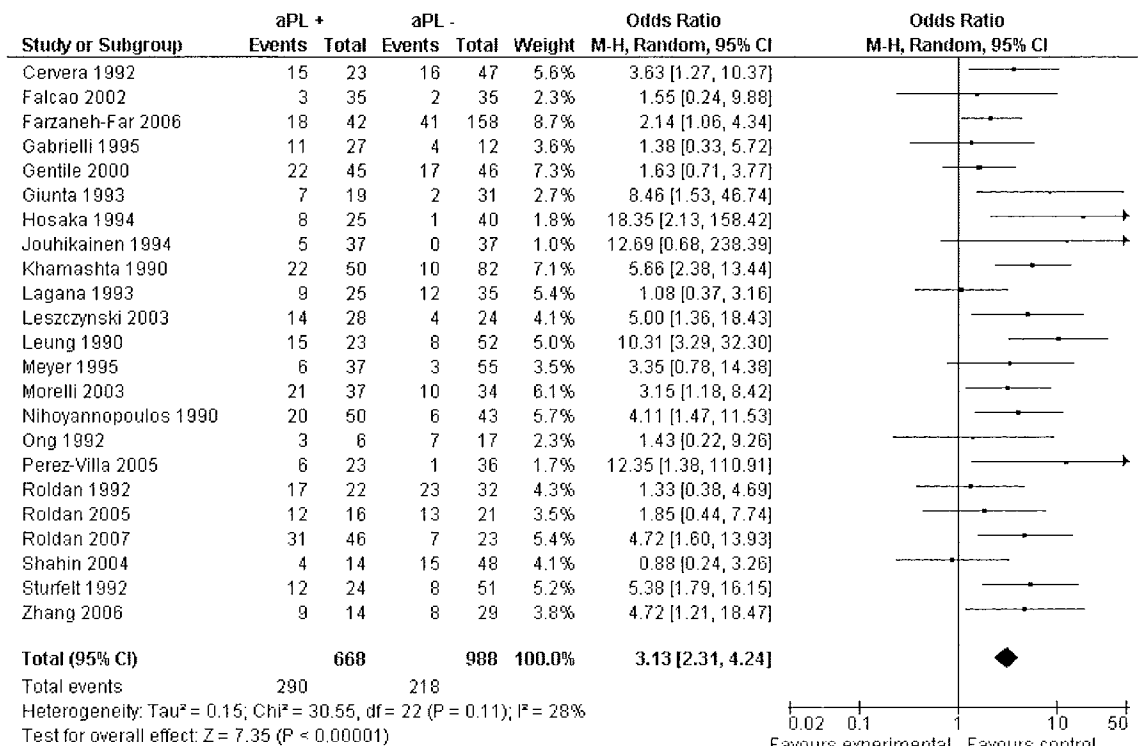 aPL + aPL - Odds Ratio Odds Ratio
Study or Subgroup Events Total Events Total Weight M-H, Random, 95% CI M-H, Random, 95% CI
Cervera 1992 15 23 16 47 5.6% 3.63 [1.27, 10.37]
Falcao 2002 3 35 2 35 2.3% 1.55 [0.24, 9.88]
Farzaneh-Far 2006 18 42 41 158 8.7% 2.14 [1.06, 4.34]
Gabrielli 1995 11 27 4 12 3.6% 1.38 [0.33, 5.72]
Gentile 2000 22 45 17 46 7.3% 1.63 [0.71, 3.77]
Giunta 1993 7 19 2 31 2.7% 8.46 [1.53, 46.74]
Hosaka 1994 8 25 1 40 1.8% 18.35 [2.13, 158.42]
Jouhikainen 1994 5 37 0 37 1.0% 12.69 [0.68, 238.39]
Khamashta 1990 22 50 10 82 7.1% 5.66 [2.38, 13.44]
Lagana 1993 9 25 12 35 5.4% 1.08 [0.37, 3.16]
Leszczynski 2003 14 28 4 24 4.1% 5.00 [1.36, 18.43]
Leung 1990 15 23 8 52 5.0% 10.31 [3.29, 32.30]
Meyer 1995 6 37 3 55 3.5% 3.35 [0.78, 14.38]
Morelli 2003 21 37 10 34 6.1% 3.15 [1.18, 8.42]
Nihoyannopoulos 1990 20 50 6 43 5.7% 4.11 [1.47, 11.53]
Ong 1992 3 6 7 17 2.3% 1.43 [0.22, 9.26]
Perez-Villa 2005 6 23 1 36 1.7% 12.35 [1.38, 110.91]
Roldan 1992 17 22 23 32 4.3% 1.33 [0.38, 4.69]
Roldan 2005 12 16 13 21 3.5% 1.85 [0.44, 7.74]
Roldan 2007 31 46 7 23 5.4% 4.72 [1.60, 13.93]
Shahin 2004 4 14 15 48 4.1% 0.88 [0.24, 3.26]
Sturfelt 1992 12 24 8 51 5.2% 5.38 [1.79, 16.15]
Zhang 2006 9 14 8 29 3.8% 4.72 [1.21, 18.47]
Total (95% CI) 668 988 100.0% 3.13 [2.31, 4.24]
Total events 290 218
Heterogeneity: Tau² = 0.15; Chi² = 30.55, df = 22 (P = 0.11); I² = 28%
Test for overall effect: Z = 7.35 (P < 0.00001)
0.02 0.1 1 10 50
Favours experimental Favours control